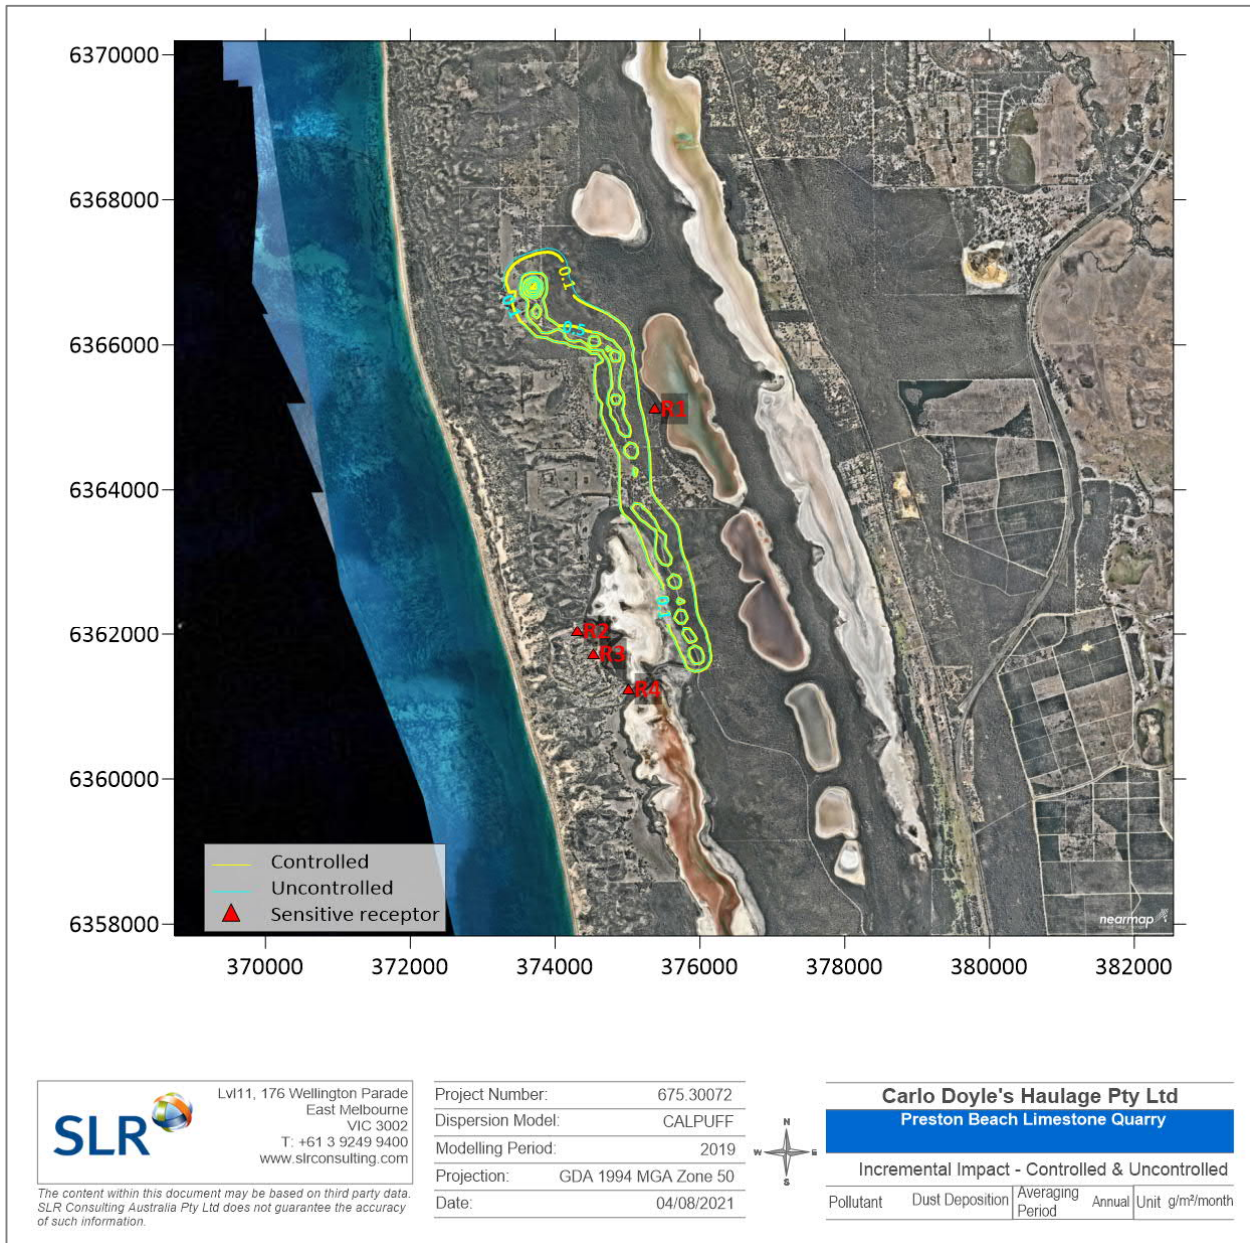 6370000
6368000
6366000
6364000
6362000
6360000
6358000
370000
372000
374000
376000
378000
380000
382000
0.1
0.1
0.5
0.1
R1
R2
R3
R4
Controlled
Uncontrolled
Sensitive receptor
nearmap
SLR
Lvl11, 176 Wellington Parade
East Melbourne
VIC 3002
T: +61 3 9249 9400
www.slrconsulting.com
The content within this document may be based on third party data.
SLR Consulting Australia Pty Ltd does not guarantee the accuracy
of such information.
Project Number: 675.30072
Dispersion Model: CALPUFF
Modelling Period: 2019
Projection: GDA 1994 MGA Zone 50
Date: 04/08/2021
N
W E
S
Carlo Doyle's Haulage Pty Ltd
Preston Beach Limestone Quarry
Incremental Impact - Controlled & Uncontrolled
Pollutant Dust Deposition Averaging Period Annual Unit g/m²/month